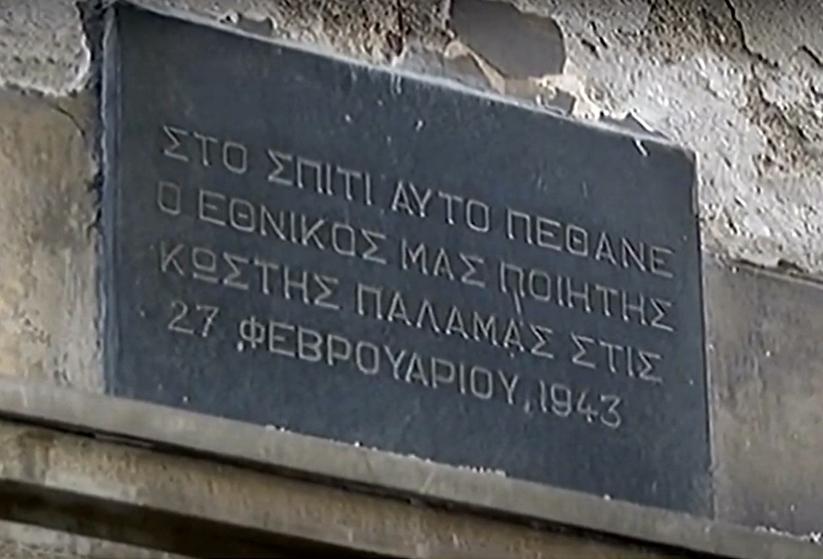 ΣΤΟ ΣΠΙΤΙ ΑΥΤΟ ΠΕΘΑΝΕ
Ο ΕΘΝΙΚΟΣ ΜΑΣ ΠΟΙΗΤΗΣ
ΚΩΣΤΗΣ ΠΑΛΑΜΑΣ ΣΤΙΣ
27 ΦΕΒΡΟΥΑΡΙΟΥ, 1943